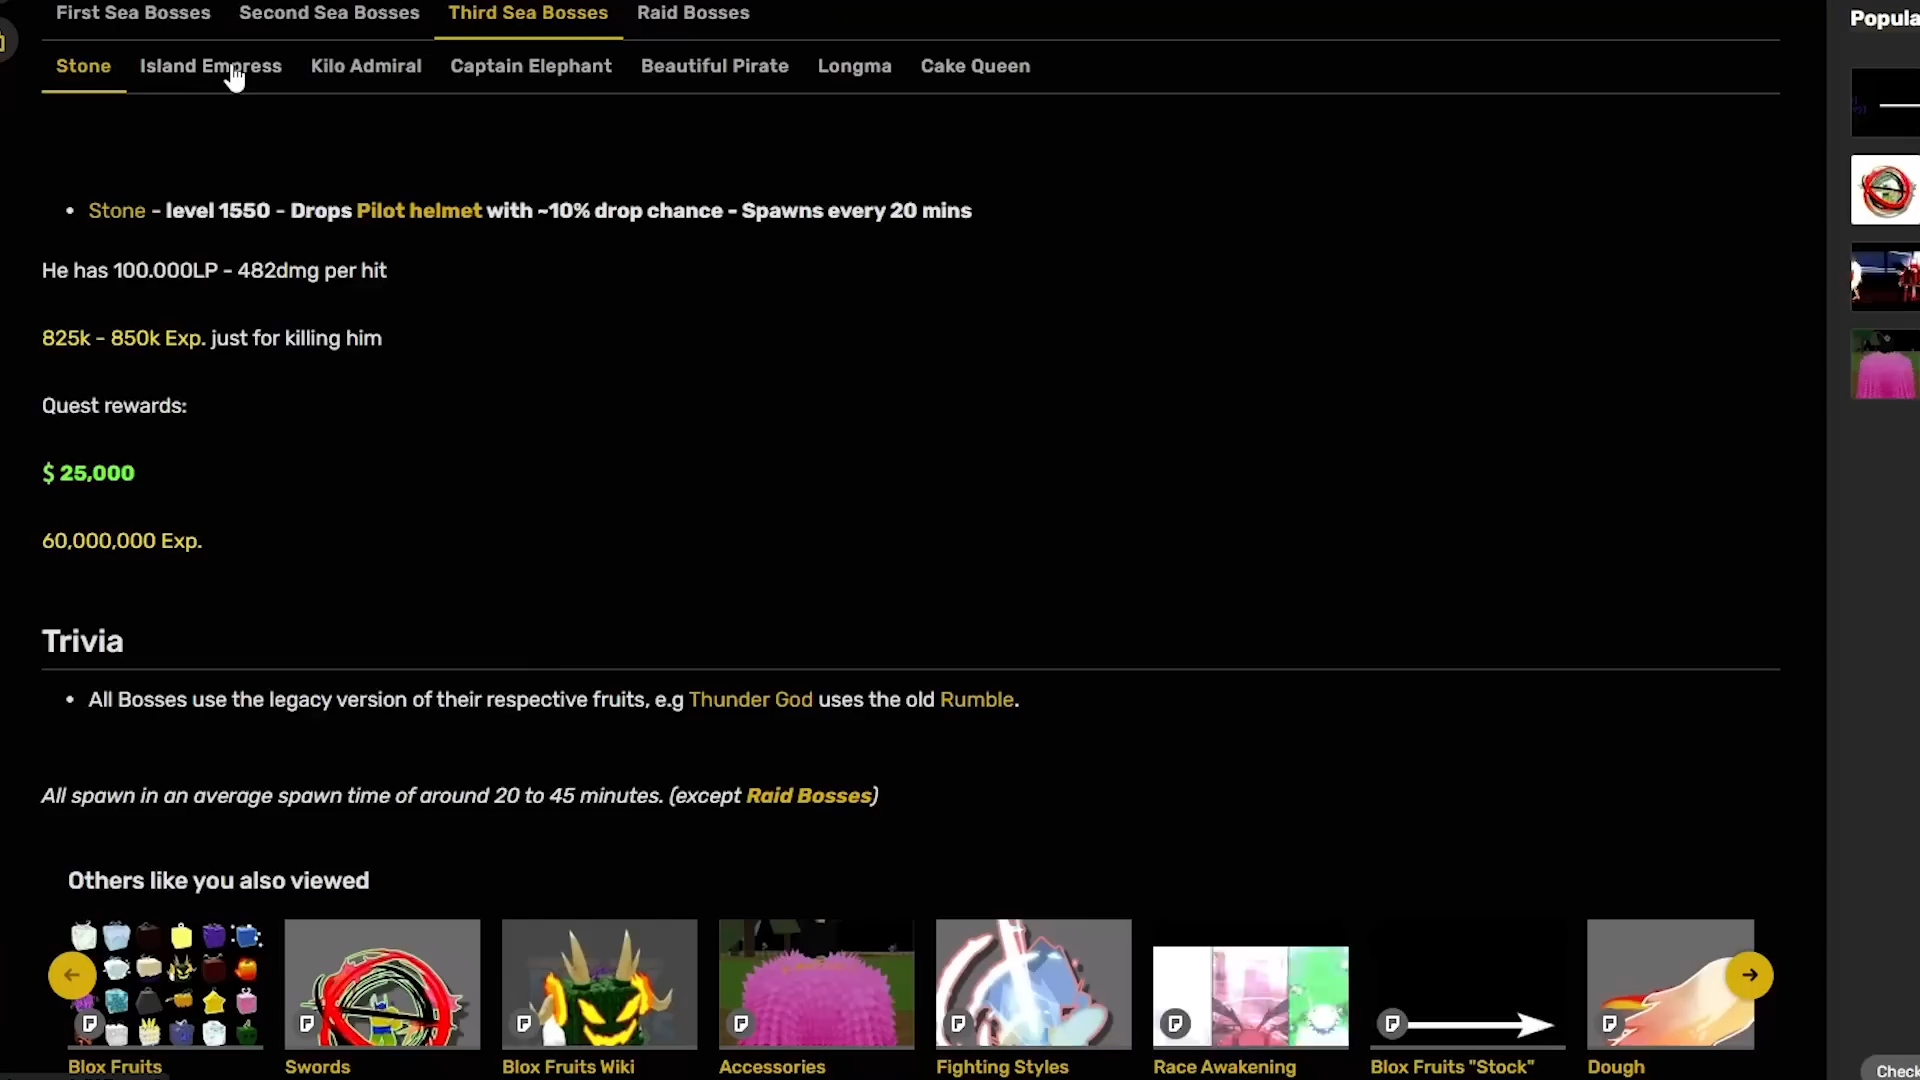 First Sea Bosses Second Sea Bosses Third Sea Bosses Raid Bosses
Stone Island Empress Kilo Admiral Captain Elephant Beautiful Pirate Longma Cake Queen
• Stone - level 1550 - Drops Pilot helmet with ~10% drop chance - Spawns every 20 mins
He has 100.000LP - 482dmg per hit
825k - 850k Exp. just for killing him
Quest rewards:
$ 25,000
60,000,000 Exp.
Trivia
• All Bosses use the legacy version of their respective fruits, e.g Thunder God uses the old Rumble.
All spawn in an average spawn time of around 20 to 45 minutes. (except Raid Bosses)
Others like you also viewed
Blox Fruits Swords Blox Fruits Wiki Accessories Fighting Styles Race Awakening Blox Fruits "Stock" Dough
Popula
Check